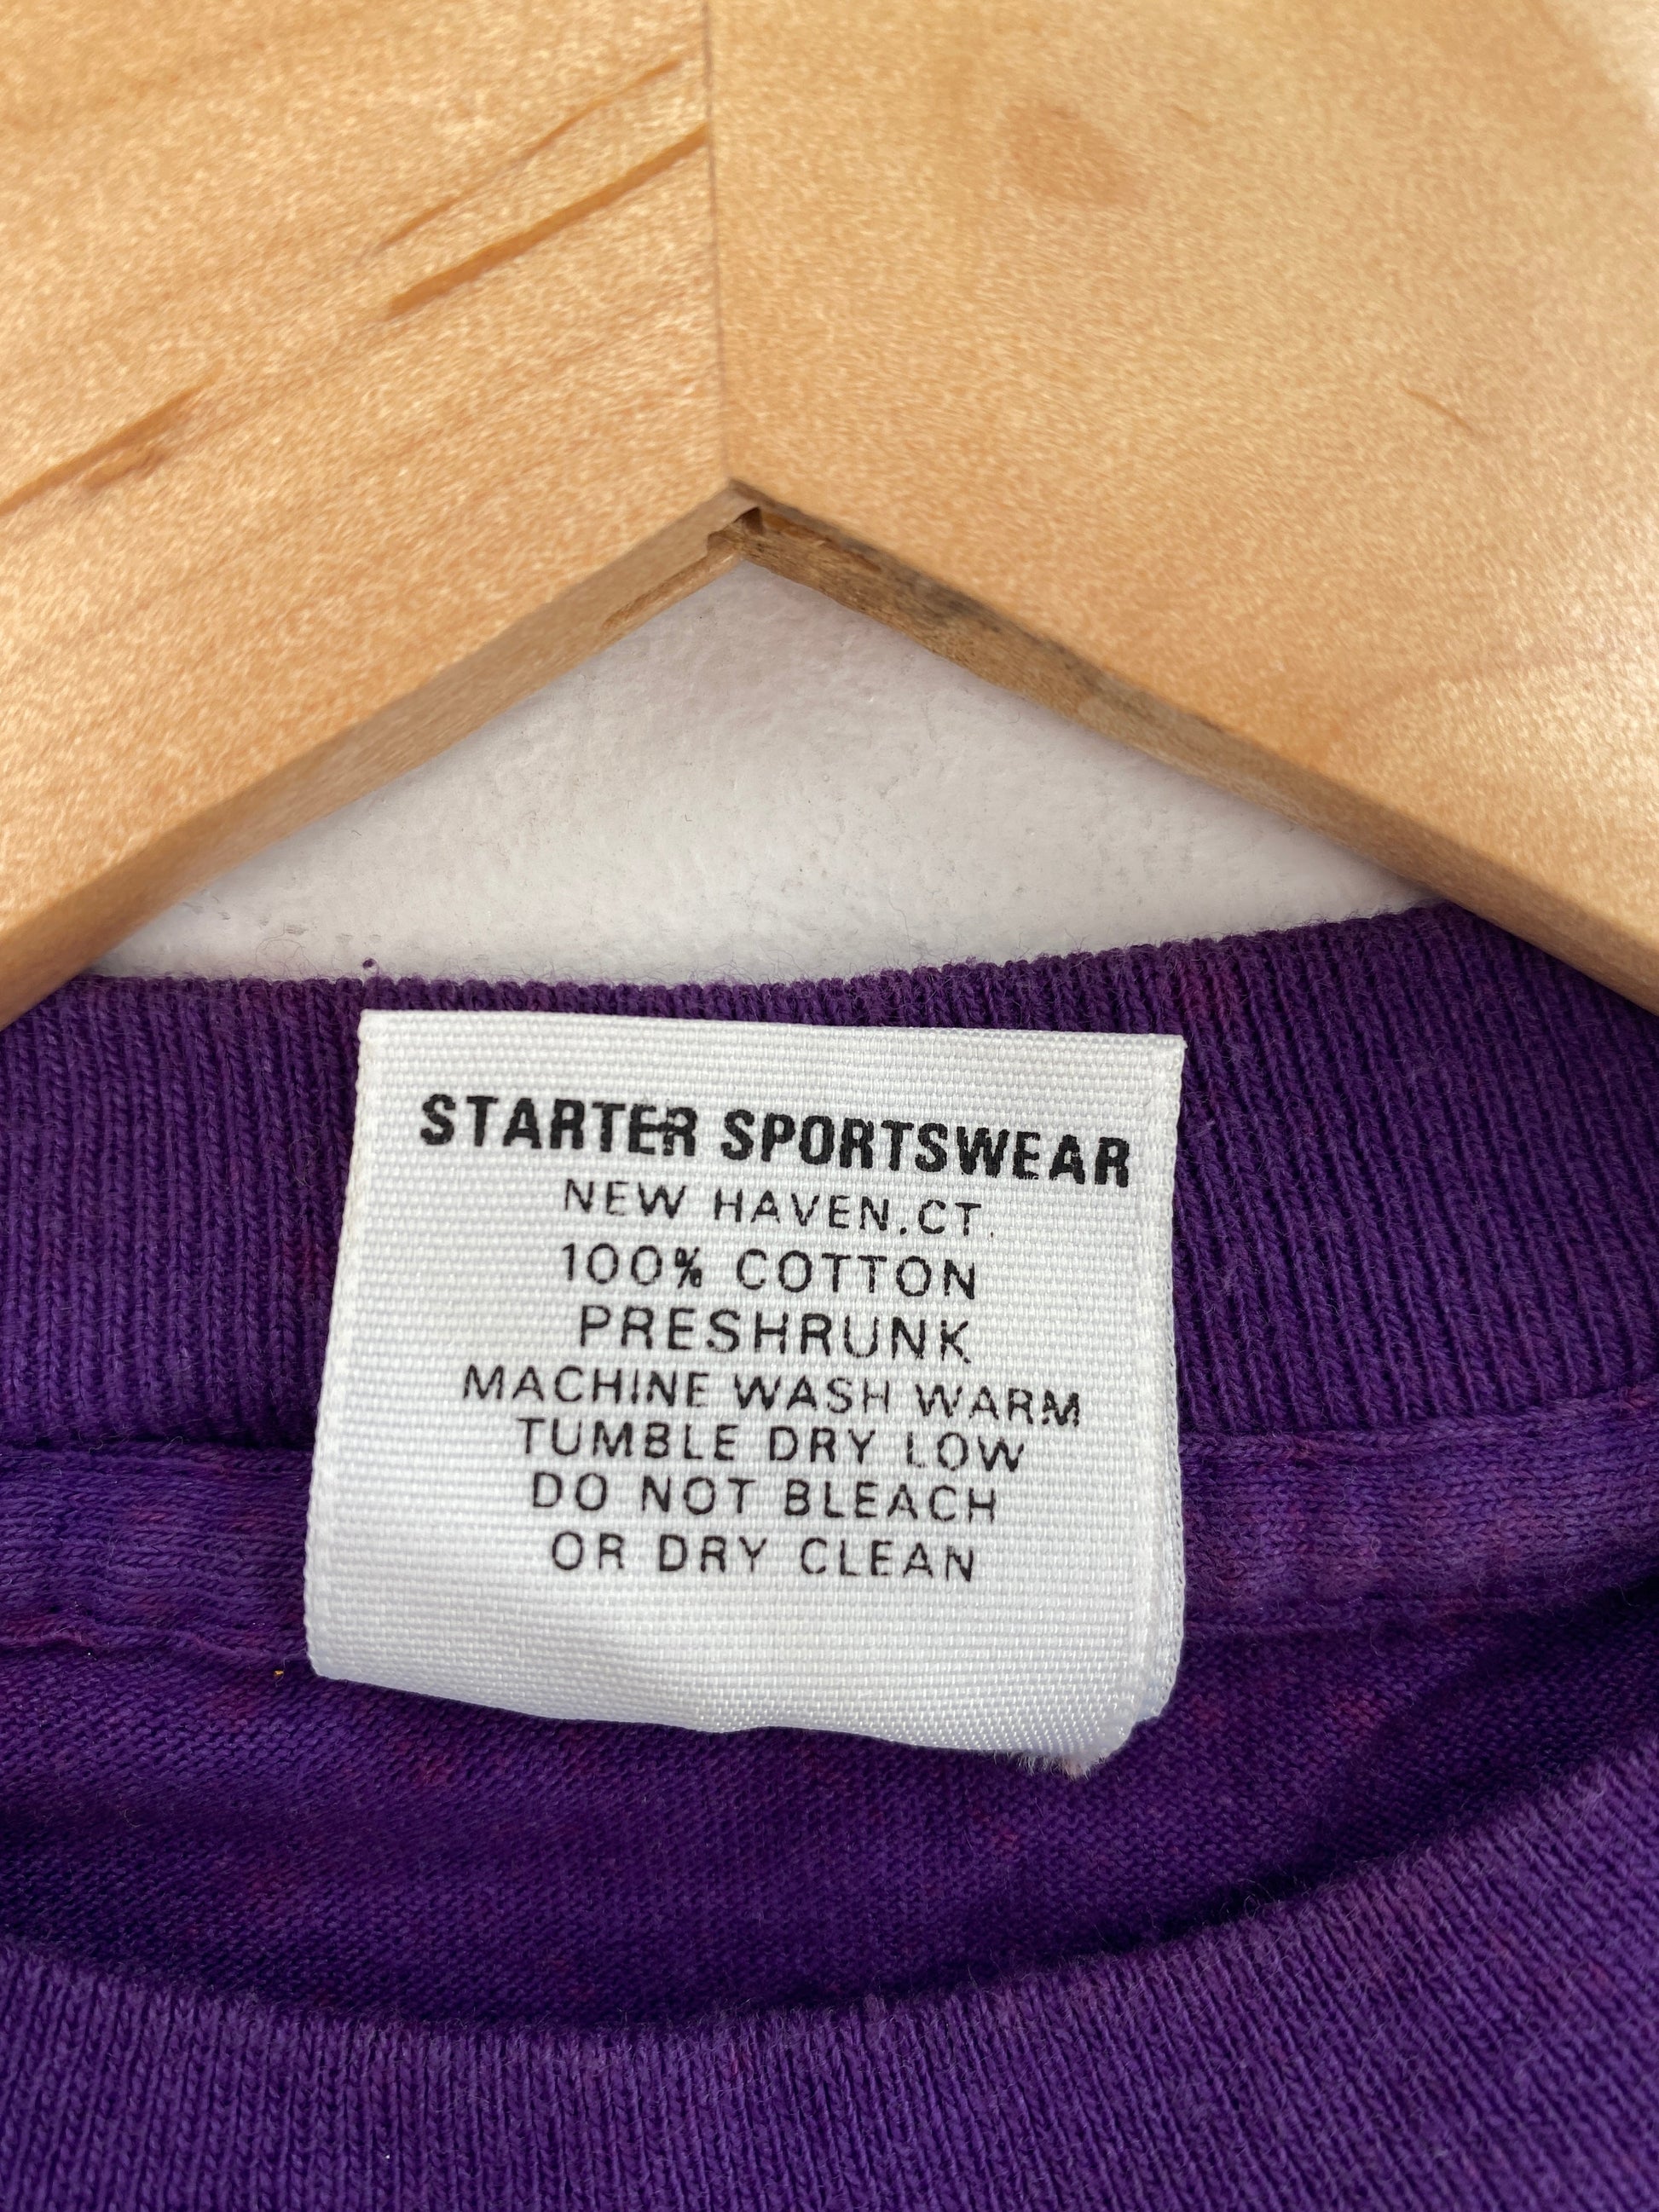 STARTER SPORTSWEAR
NEW HAVEN, CT.
100% COTTON
PRESHRUNK
MACHINE WASH WARM
TUMBLE DRY LOW
DO NOT BLEACH
OR DRY CLEAN